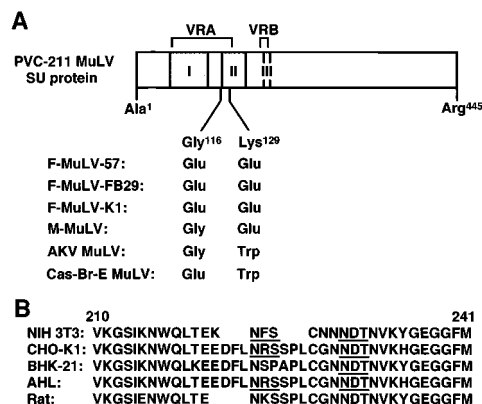 A
VRA VRB
PVC-211 MuLV
SU protein
I II III
Ala1 Arg445
Gly116 Lys129
F-MuLV-57: Glu Glu
F-MuLV-FB29: Glu Glu
F-MuLV-K1: Glu Glu
M-MuLV: Gly Glu
AKV MuLV: Gly Trp
Cas-Br-E MuLV: Glu Trp
B
210 241
NIH 3T3: VKGSIKNWQLTEK NFS CNNNDTNVKYGEGGFM
CHO-K1: VKGSIKNWQLTEEDFLNRSSPLCGNNDTNVKHGEGGFM
BHK-21: VKGSIKNWQLKEEDFLNSPAPLCGNNDTNVKYGEGGFM
AHL: VKGSIKNWQLTEEDFLNRSSPLCGNNDTNVKHGEGGFM
Rat: VKGSIENWQLTE NKSSPLCGNNDTNVKYGEGGFM